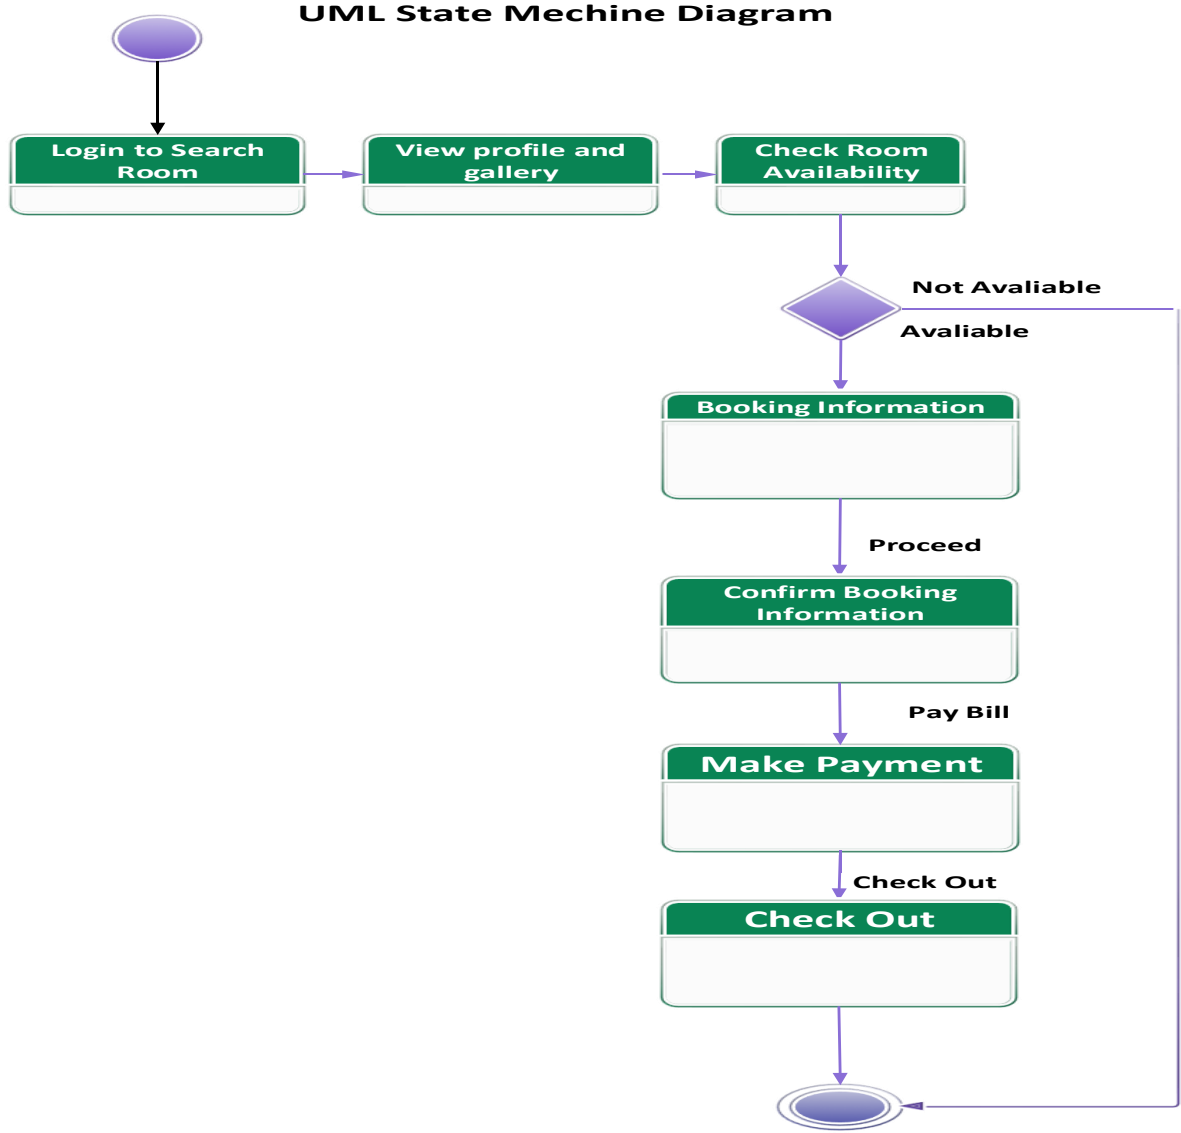 UML State Mechine Diagram
Login to Search
Room
View profile and
gallery
Check Room
Availability
Not Avaliable
Avaliable
Booking Information
Proceed
Confirm Booking
Information
Pay Bill
Make Payment
Check Out
Check Out